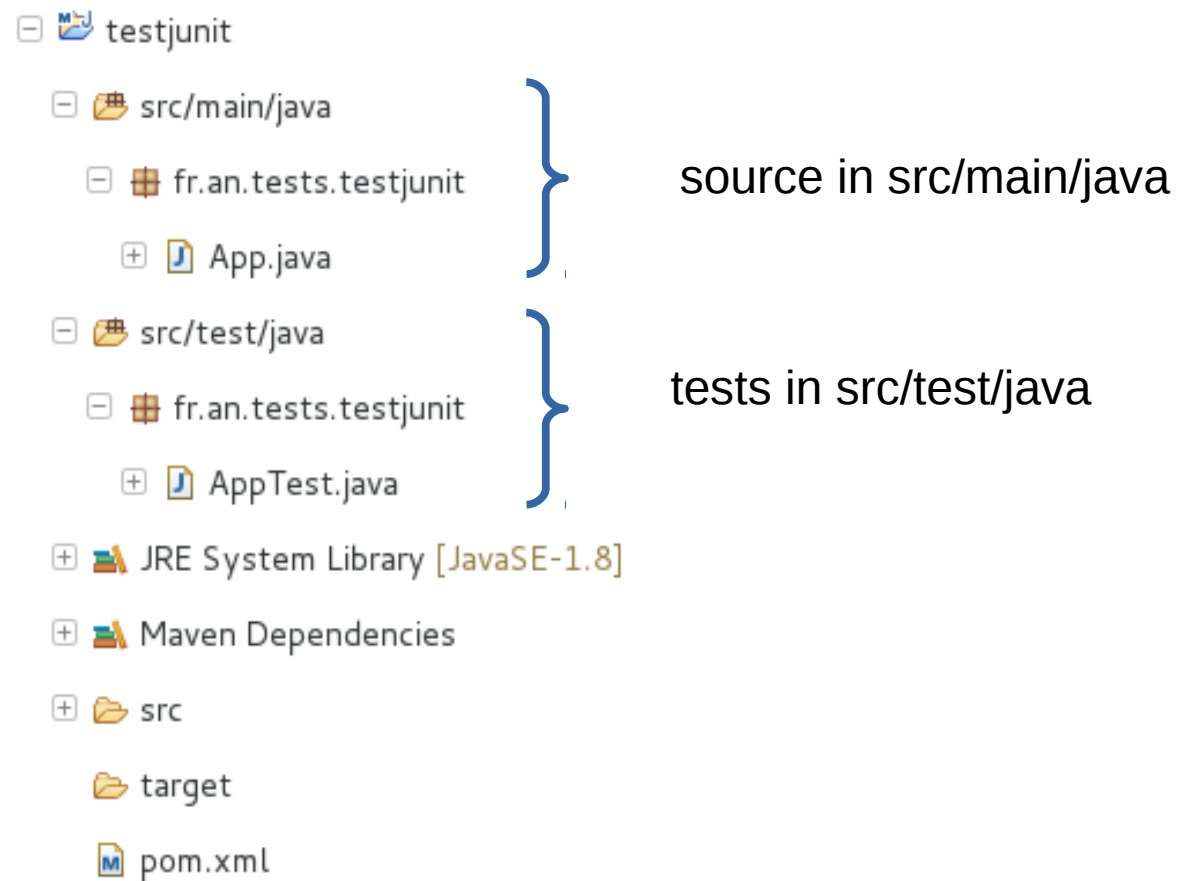 testjunit
src/main/java
fr.an.tests.testjunit
source in src/main/java
App.java
src/test/java
fr.an.tests.testjunit
tests in src/test/java
AppTest.java
JRE System Library [JavaSE-1.8]
Maven Dependencies
src
target
pom.xml